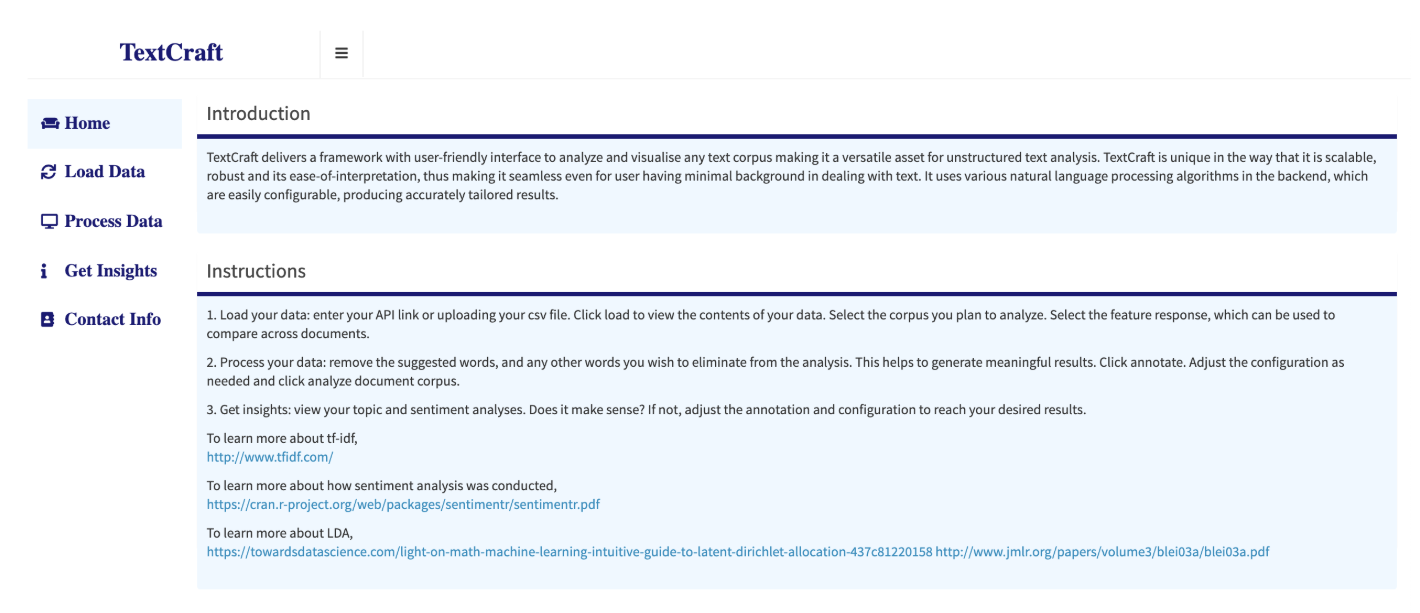 TextCraft
Home
Load Data
Process Data
Get Insights
Contact Info
Introduction
TextCraft delivers a framework with user-friendly interface to analyze and visualise any text corpus making it a versatile asset for unstructured text analysis. TextCraft is unique in the way that it is scalable,
robust and its ease-of-interpretation, thus making it seamless even for user having minimal background in dealing with text. It uses various natural language processing algorithms in the backend, which
are easily configurable, producing accurately tailored results.
Instructions
1. Load your data: enter your API link or uploading your csv file. Click load to view the contents of your data. Select the corpus you plan to analyze. Select the feature response, which can be used to
compare across documents.
2. Process your data: remove the suggested words, and any other words you wish to eliminate from the analysis. This helps to generate meaningful results. Click annotate. Adjust the configuration as
needed and click analyze document corpus.
3. Get insights: view your topic and sentiment analyses. Does it make sense? If not, adjust the annotation and configuration to reach your desired results.
To learn more about tf-idf,
http://www.tfidf.com/
To learn more about how sentiment analysis was conducted,
https://cran.r-project.org/web/packages/sentimentr/sentimentr.pdf
To learn more about LDA,
https://towardsdatascience.com/light-on-math-machine-learning-intuitive-guide-to-latent-dirichlet-allocation-437c81220158 http://www.jmlr.org/papers/volume3/blei03a/blei03a.pdf